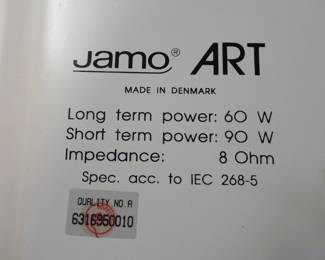 Jamo® ART
MADE IN DENMARK
Long term power: 60 W
Short term power: 90 W
Impedance: 8 Ohm
Spec. acc. to IEC 268-5
QUALITY NO. A
6316950010